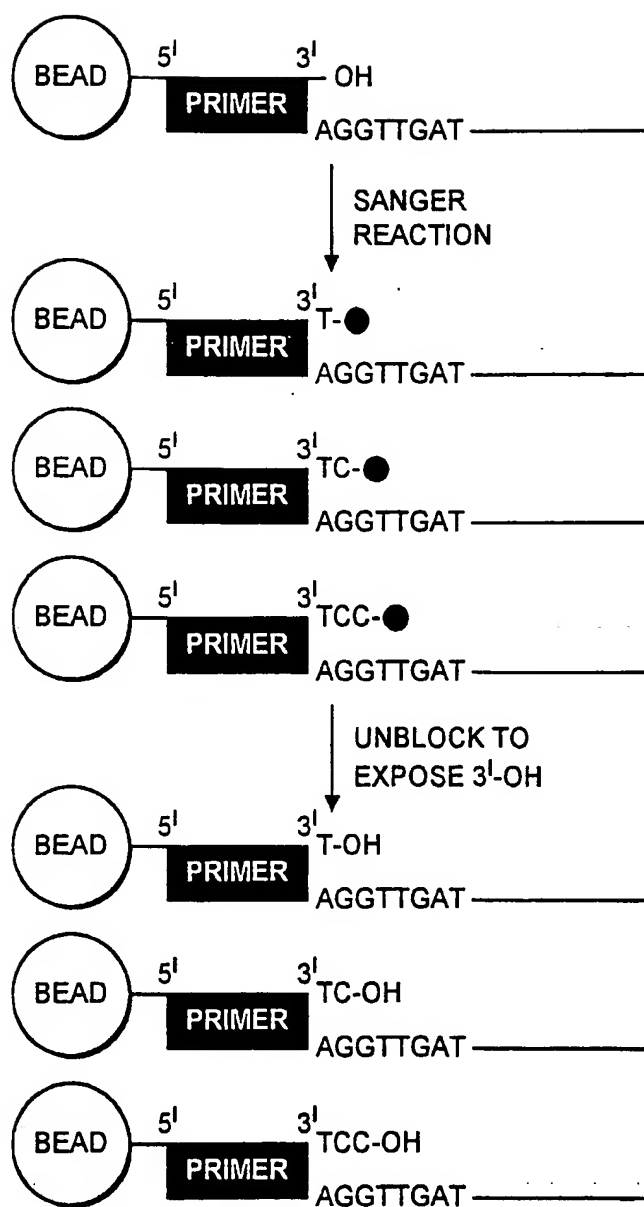 5' 3'
BEAD OH
PRIMER
AGGTTGAT
SANGER
REACTION
5' 3'
BEAD T-
PRIMER
AGGTTGAT
5' 3'
BEAD TC-
PRIMER
AGGTTGAT
5' 3'
BEAD TCC-
PRIMER
AGGTTGAT
UNBLOCK TO
EXPOSE 3'-OH
5' 3'
BEAD T-OH
PRIMER
AGGTTGAT
5' 3'
BEAD TC-OH
PRIMER
AGGTTGAT
5' 3'
BEAD TCC-OH
PRIMER
AGGTTGAT